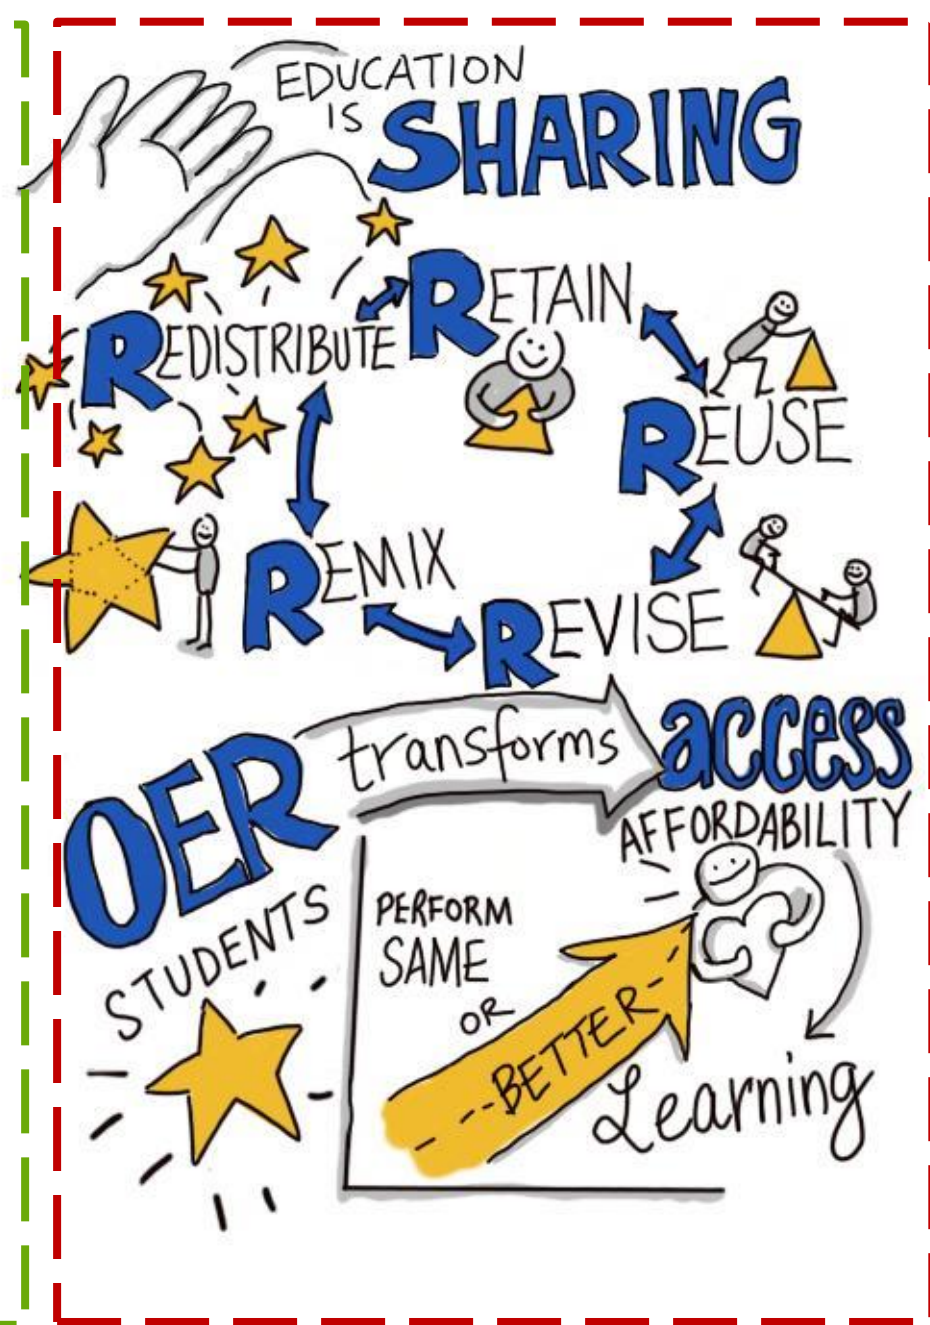 EDUCATION
IS SHARING
RETAIN
REDISTRIBUTE
REUSE
REMIX
REVISE
OER transforms access
AFFORDABILITY
STUDENTS
PERFORM
SAME
OR
BETTER
Learning